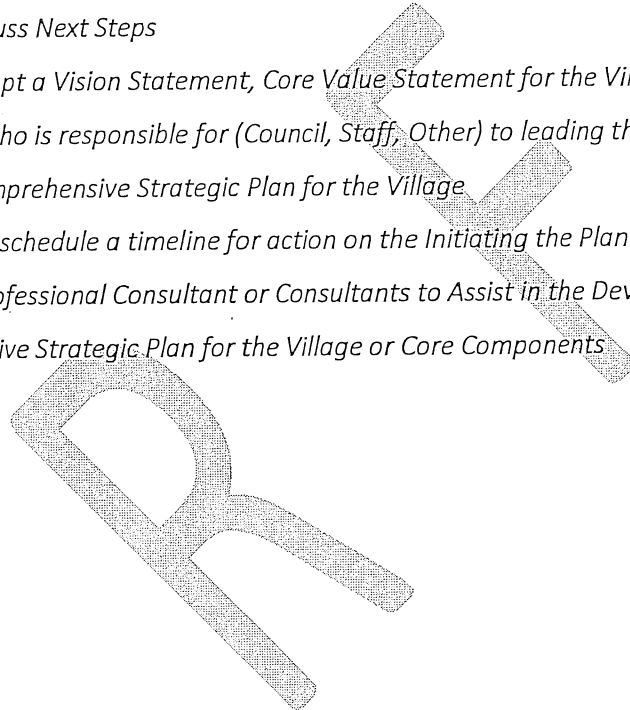 uss Next Steps
pt a Vision Statement, Core Value Statement for the Vil
ho is responsible for (Council, Staff, Other) to leading th
mprehensive Strategic Plan for the Village
schedule a timeline for action on the Initiating the Plan
ofessional Consultant or Consultants to Assist in the Dev
ive Strategic Plan for the Village or Core Components
R
F